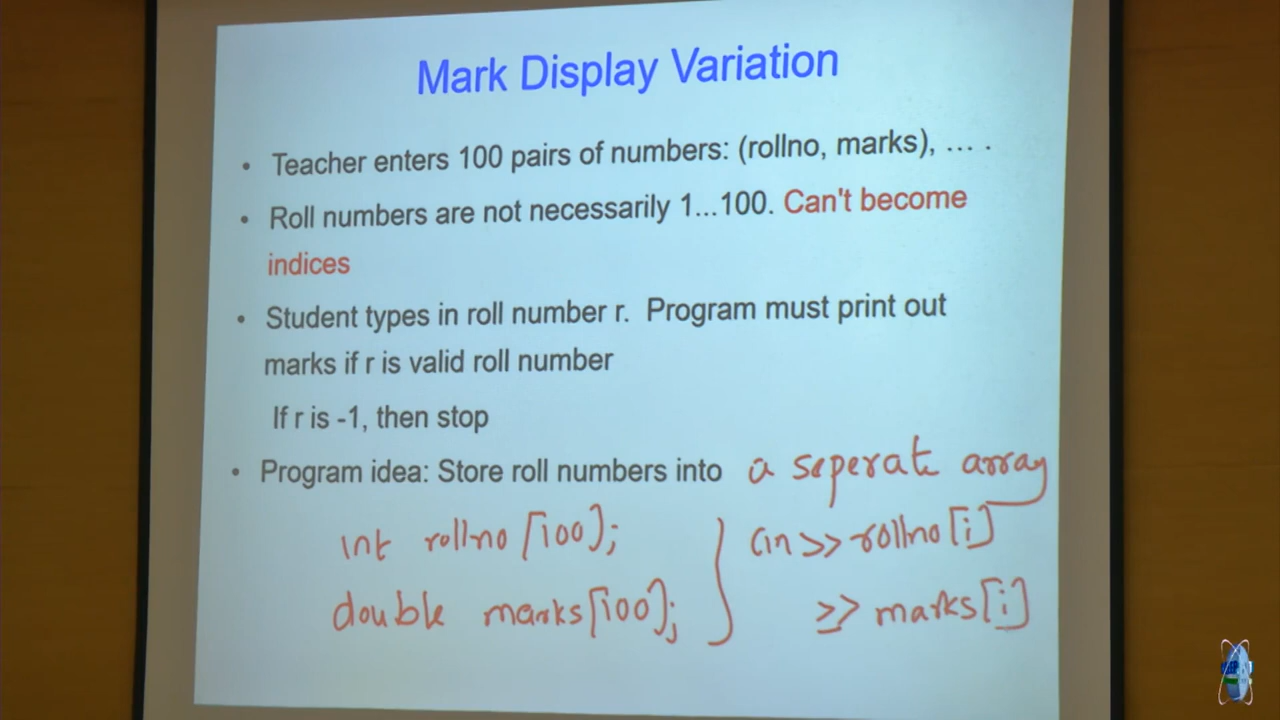 Mark Display Variation
• Teacher enters 100 pairs of numbers: (rollno, marks), ... .
• Roll numbers are not necessarily 1...100. Can't become
indices
• Student types in roll number r. Program must print out
marks if r is valid roll number
If r is -1, then stop
• Program idea: Store roll numbers into a seperate array
int rollno [100]; } cin >> rollno [i]
double marks [100]; >> marks [i]